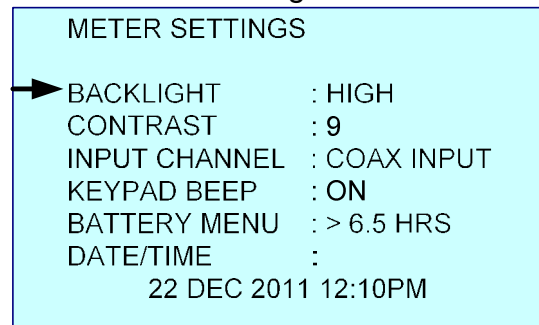 METER SETTINGS
BACKLIGHT : HIGH
CONTRAST : 9
INPUT CHANNEL : COAX INPUT
KEYPAD BEEP : ON
BATTERY MENU : > 6.5 HRS
DATE/TIME :
22 DEC 2011 12:10PM